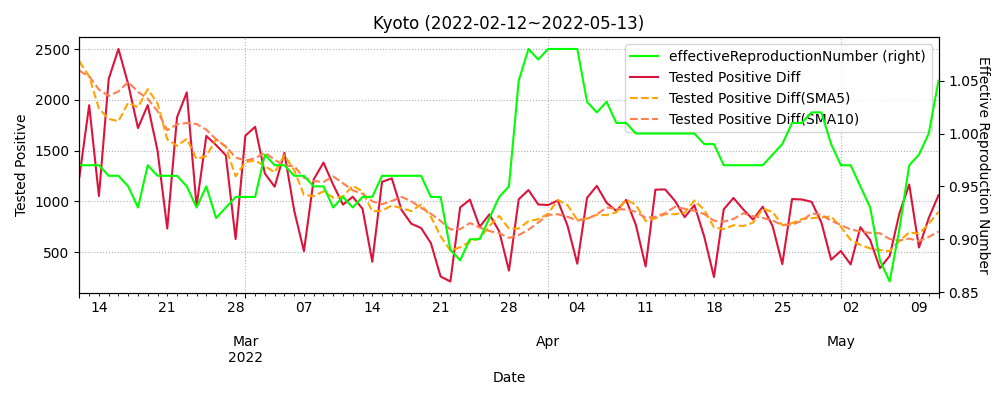 Kyoto (2022-02-12~2022-05-13)
effectiveReproductionNumber (right)
Tested Positive Diff
Tested Positive Diff(SMA5)
Tested Positive Diff(SMA10)
Tested Positive
2500
2000
1500
1000
500
Effective Reproduction Number
1.05
1.00
0.95
0.90
0.85
14 21 28 07 14 21 28 04 11 18 25 02 09
Mar Apr May
2022
Date